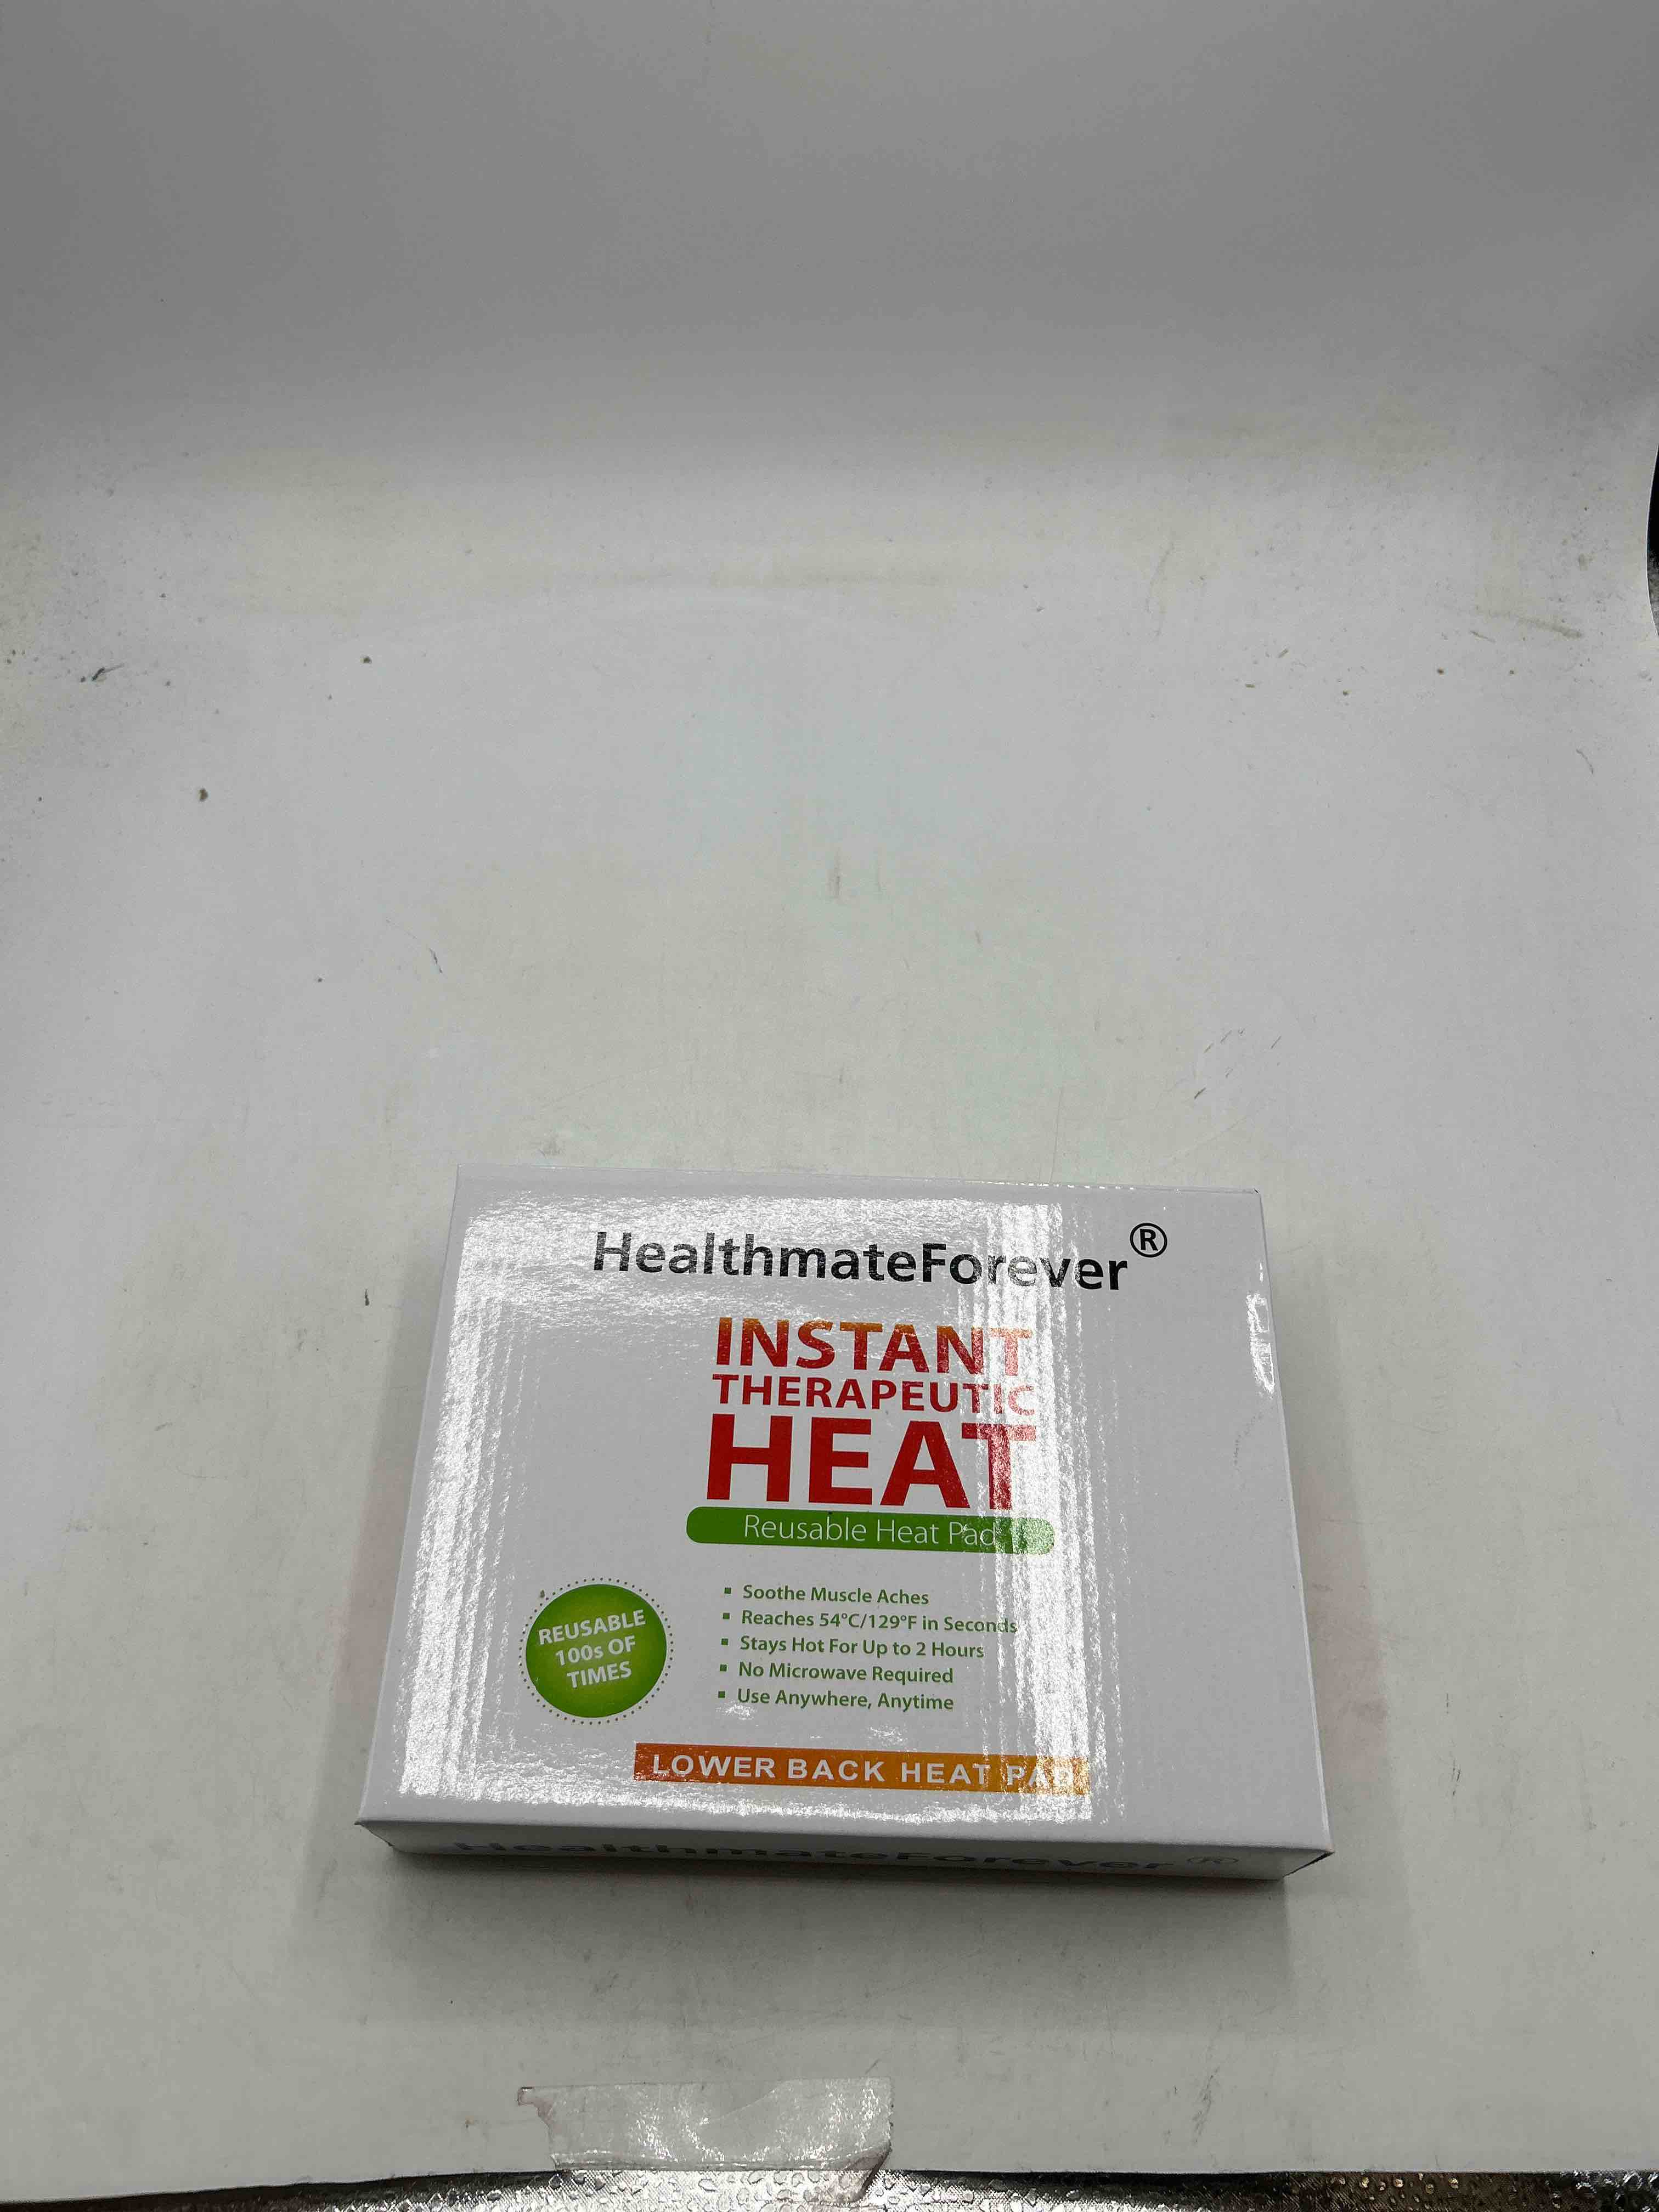 HealthmateForever®
INSTANT
THERAPEUTIC
HEAT
Reusable Heat Pad
REUSABLE
100s OF
TIMES
▪ Soothe Muscle Aches
▪ Reaches 54°C/129°F in Seconds
▪ Stays Hot For Up to 2 Hours
▪ No Microwave Required
▪ Use Anywhere, Anytime
LOWER BACK HEAT PAD
HealthmateForever ®